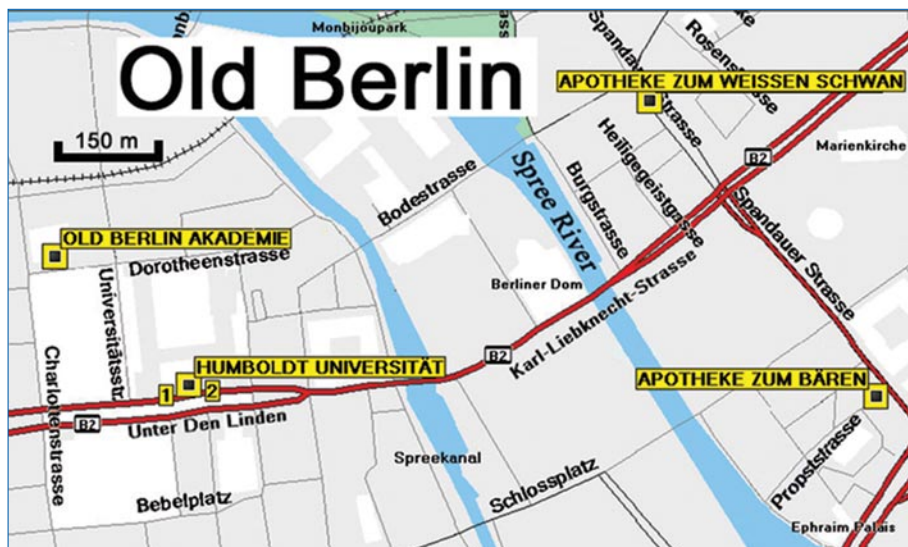 Monbijoupark
Old Berlin
150 m
Spandauer Strasse
Rosenstrasse
APOTHEKE ZUM WEISSEN SCHWAN
B2
Marienkirche
Heiligegeistgasse
Burgstrasse
Spree River
Bodestrasse
OLD BERLIN AKADEMIE
Dorotheenstrasse
Universitätsstr.
Berliner Dom
Spandauer Strasse
Karl-Liebknecht-Strasse
B2
HUMBOLDT UNIVERSITÄT
1
2
APOTHEKE ZUM BÄREN
Charlottenstrasse
B2
Unter Den Linden
Spreekanal
Schlossplatz
Propststrasse
Bebelplatz
Ephraim Palais